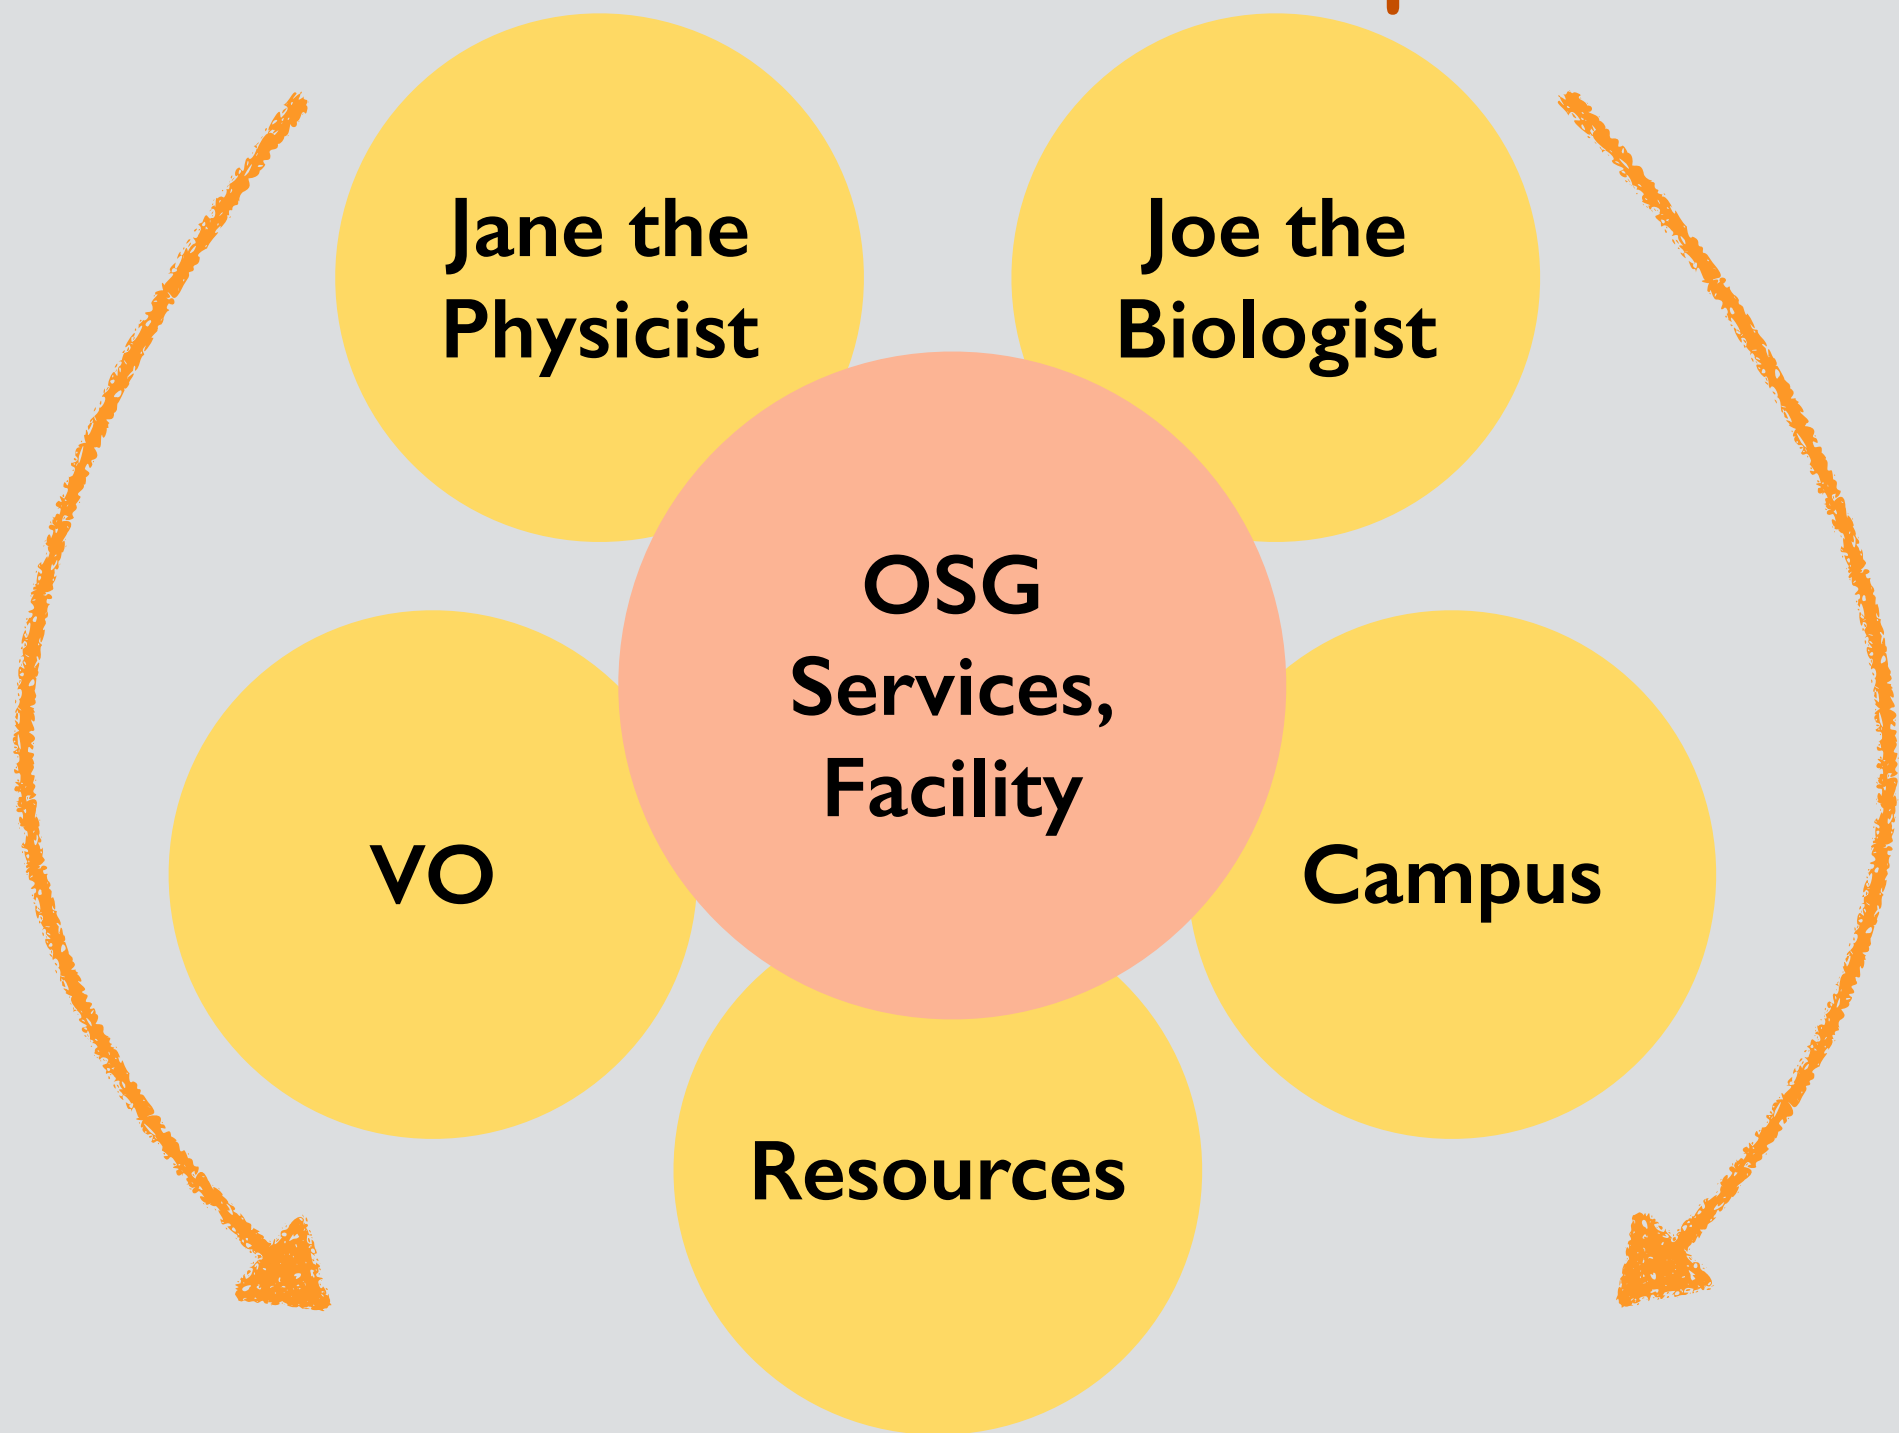 Jane the
Physicist
Joe the
Biologist
OSG
Services,
Facility
VO
Campus
Resources